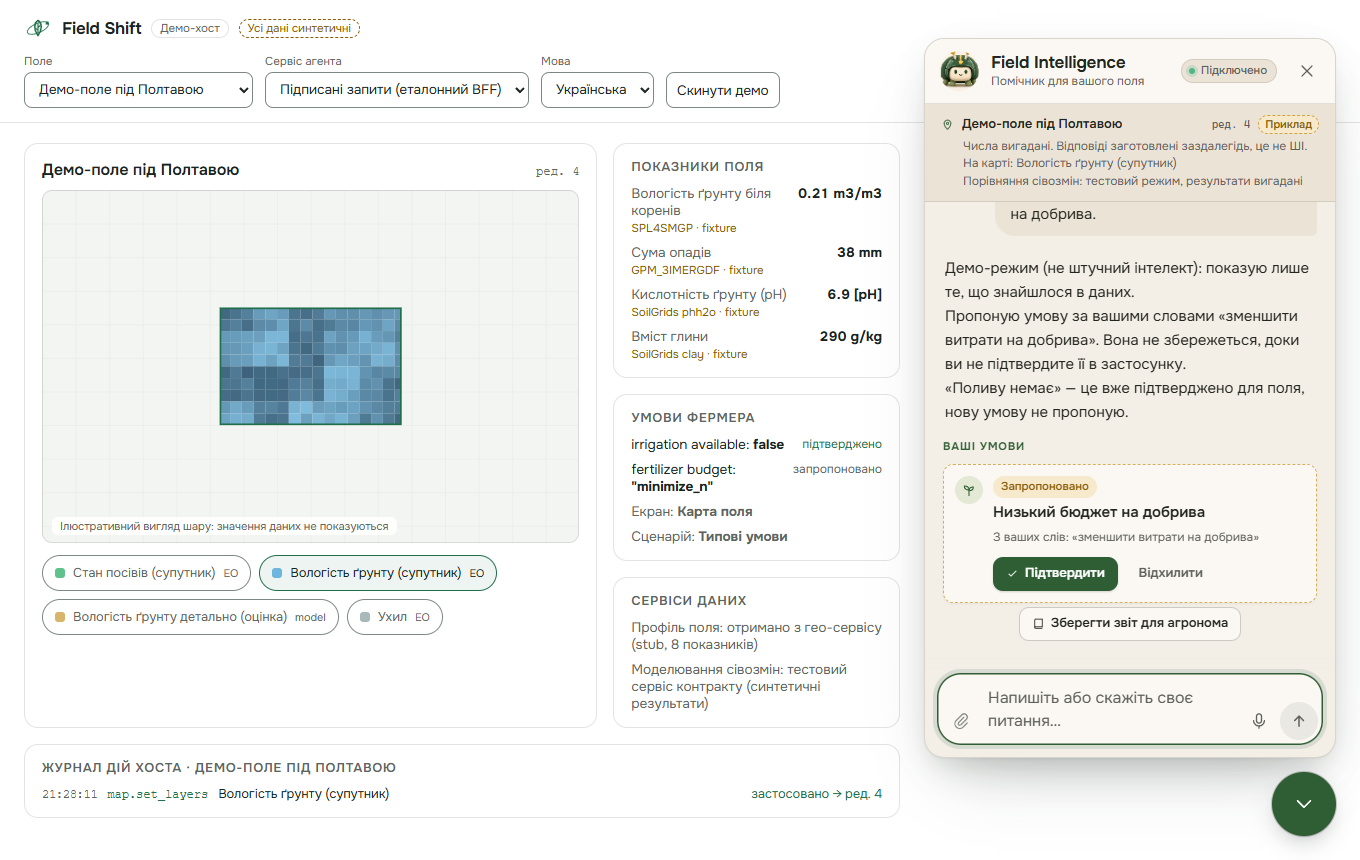 Field Shift
Демо-хост
Усі дані синтетичні
Поле
Сервіс агента
Мова
Демо-поле під Полтавою
Підписані запити (еталонний BFF)
Українська
Скинути демо
Демо-поле під Полтавою
ред. 4
Ілюстративний вигляд шару: значення даних не показуються
Стан посівів (супутник) EO
Вологість ґрунту (супутник) EO
Вологість ґрунту детально (оцінка) model
Ухил EO
ПОКАЗНИКИ ПОЛЯ
Вологість ґрунту біля
коренів
0.21 m3/m3
SPL4SMGP · fixture
Сума опадів
38 mm
GPM_3IMERGDF · fixture
Кислотність ґрунту (pH)
6.9 [pH]
SoilGrids phh2o · fixture
Вміст глини
290 g/kg
SoilGrids clay · fixture
УМОВИ ФЕРМЕРА
irrigation available: false
підтверджено
fertilizer budget:
"minimize_n"
запропоновано
Екран: Карта поля
Сценарій: Типові умови
СЕРВІСИ ДАНИХ
Профіль поля: отримано з гео-сервісу
(stub, 8 показників)
Моделювання сівозмін: тестовий
сервіс контракту (синтетичні
результати)
ЖУРНАЛ ДІЙ ХОСТА · ДЕМО-ПОЛЕ ПІД ПОЛТАВОЮ
21:28:11 map.set_layers Вологість ґрунту (супутник)
застосовано → ред. 4
Field Intelligence
Помічник для вашого поля
Підключено
Демо-поле під Полтавою
ред. 4
Приклад
Числа вигадані. Відповіді заготовлені заздалегідь, це не ШІ.
На карті: Вологість ґрунту (супутник)
Порівняння сівозмін: тестовий режим, результати вигадані
на добрива.
Демо-режим (не штучний інтелект): показую лише
те, що знайшлося в даних.
Пропоную умову за вашими словами «зменшити
витрати на добрива». Вона не збережеться, доки
ви не підтвердите її в застосунку.
«Поливу немає» — це вже підтверджено для поля,
нову умову не пропоную.
ВАШІ УМОВИ
Запропоновано
Низький бюджет на добрива
З ваших слів: «зменшити витрати на добрива»
Підтвердити
Відхилити
Зберегти звіт для агронома
Напишіть або скажіть своє
питання...